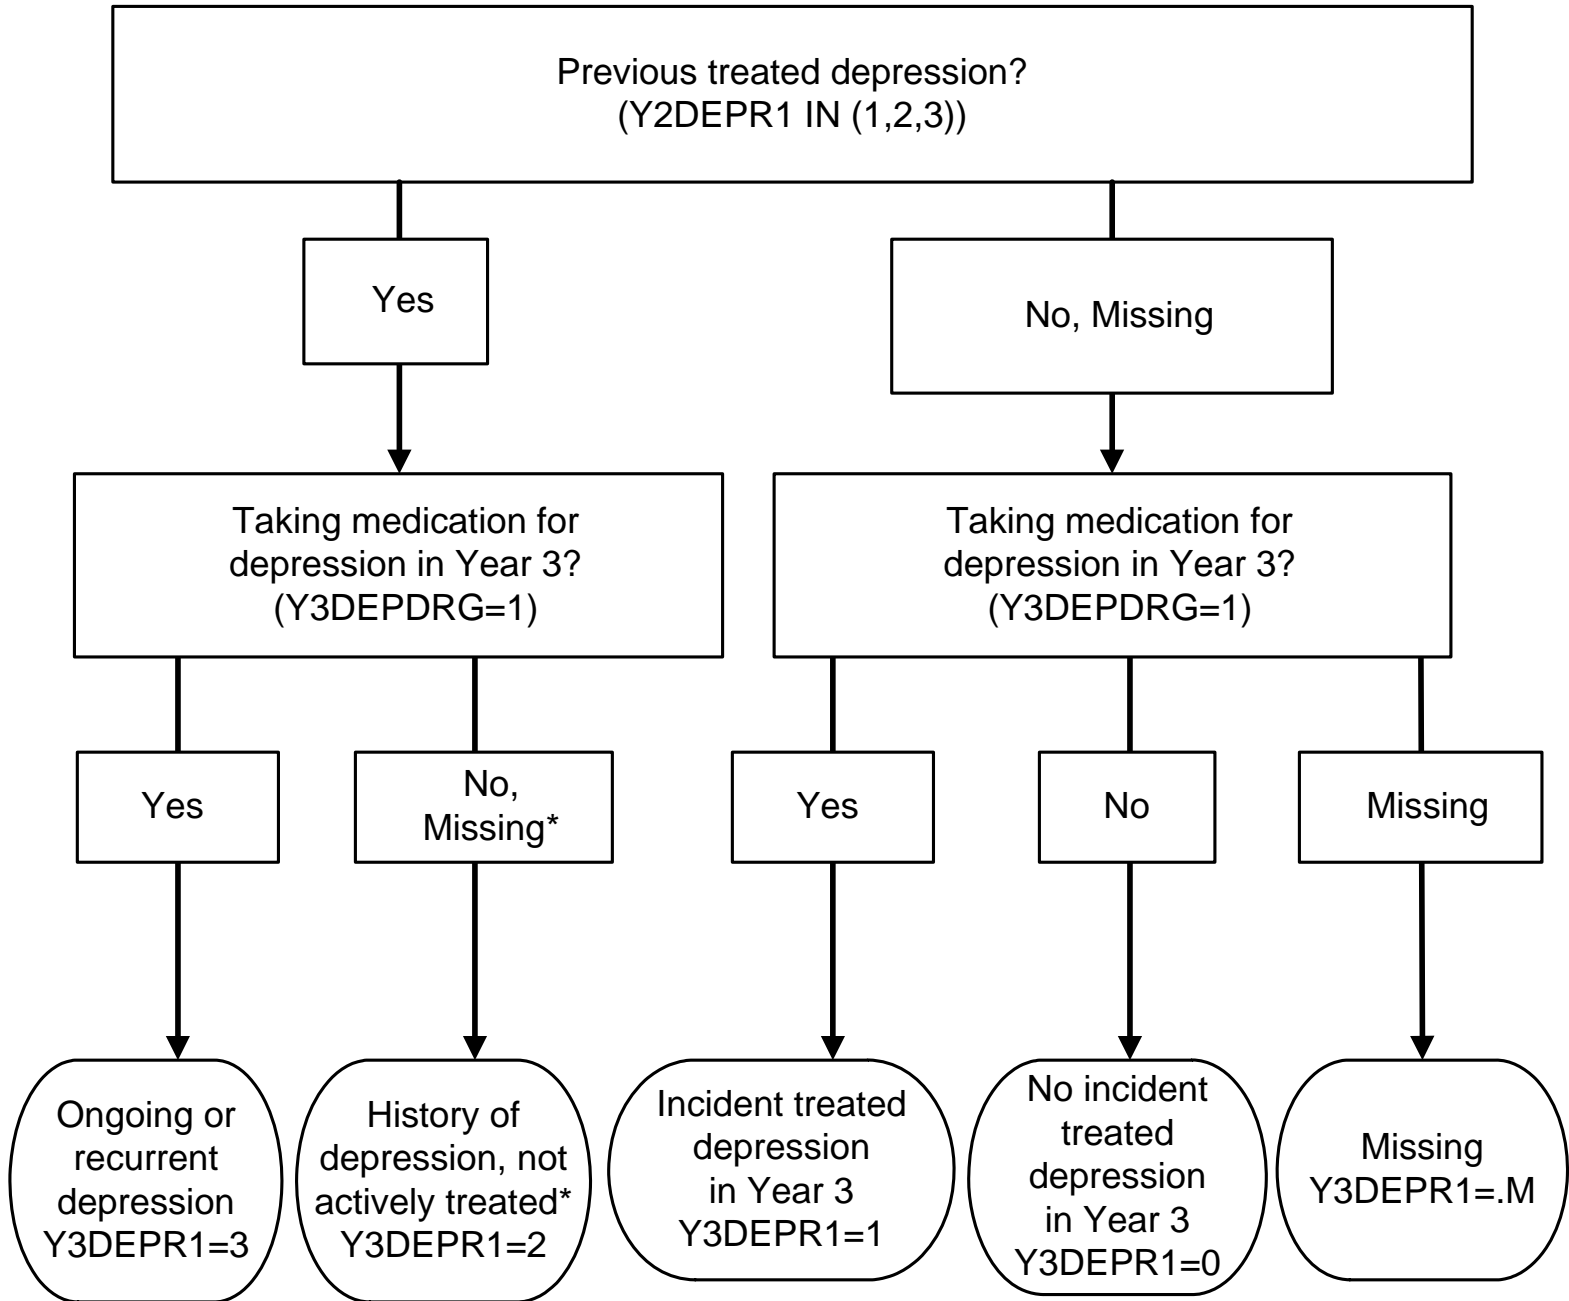 Previous treated depression?
(Y2DEPR1 IN (1,2,3))
Yes
No, Missing
Taking medication for
depression in Year 3?
(Y3DEPDRG=1)
Taking medication for
depression in Year 3?
(Y3DEPDRG=1)
Yes
No,
Missing*
Yes
No
Missing
Ongoing or
recurrent
depression
Y3DEPR1=3
History of
depression, not
actively treated*
Y3DEPR1=2
Incident treated
depression
in Year 3
Y3DEPR1=1
No incident
treated
depression
in Year 3
Y3DEPR1=0
Missing
Y3DEPR1=.M